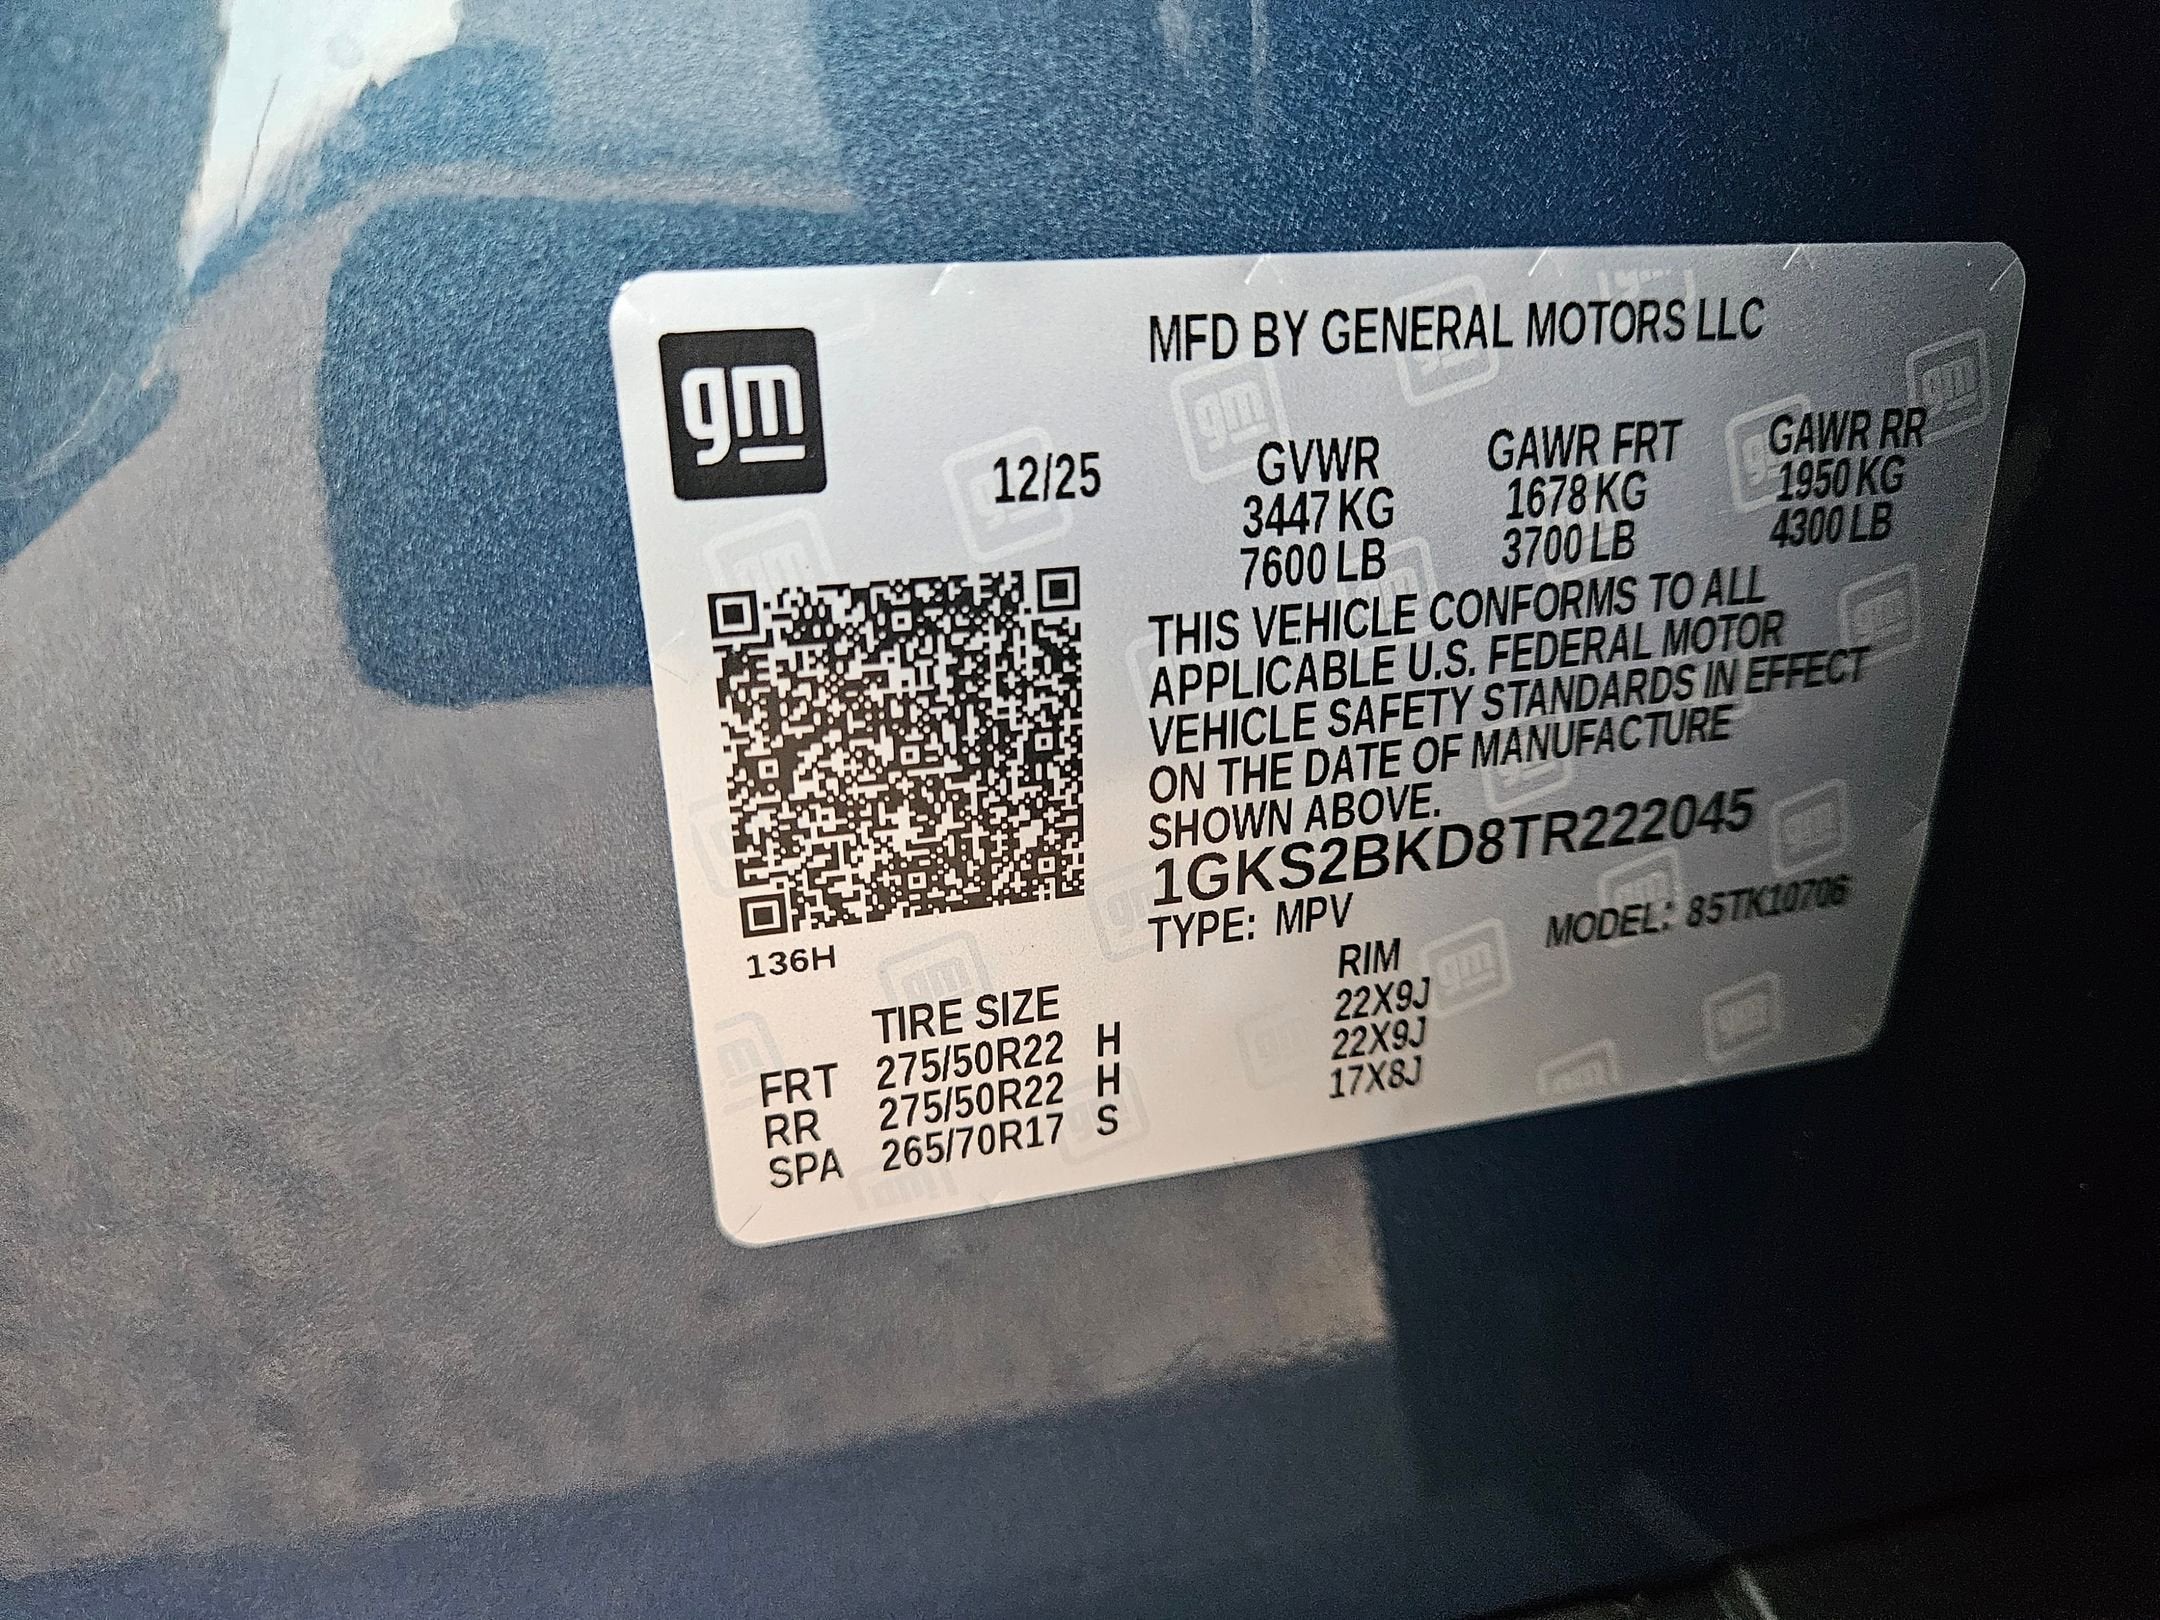 gm
MFD BY GENERAL MOTORS LLC
12/25
GVWR GAWR FRT GAWR RR
3447 KG 1678 KG 1950 KG
7600 LB 3700 LB 4300 LB
THIS VEHICLE CONFORMS TO ALL
APPLICABLE U.S. FEDERAL MOTOR
VEHICLE SAFETY STANDARDS IN EFFECT
ON THE DATE OF MANUFACTURE
SHOWN ABOVE.
1GKS2BKD8TR222045
TYPE: MPV MODEL: 85TK10706
136H
TIRE SIZE RIM
FRT 275/50R22 H 22X9J
RR 275/50R22 H 22X9J
SPA 265/70R17 S 17X8J